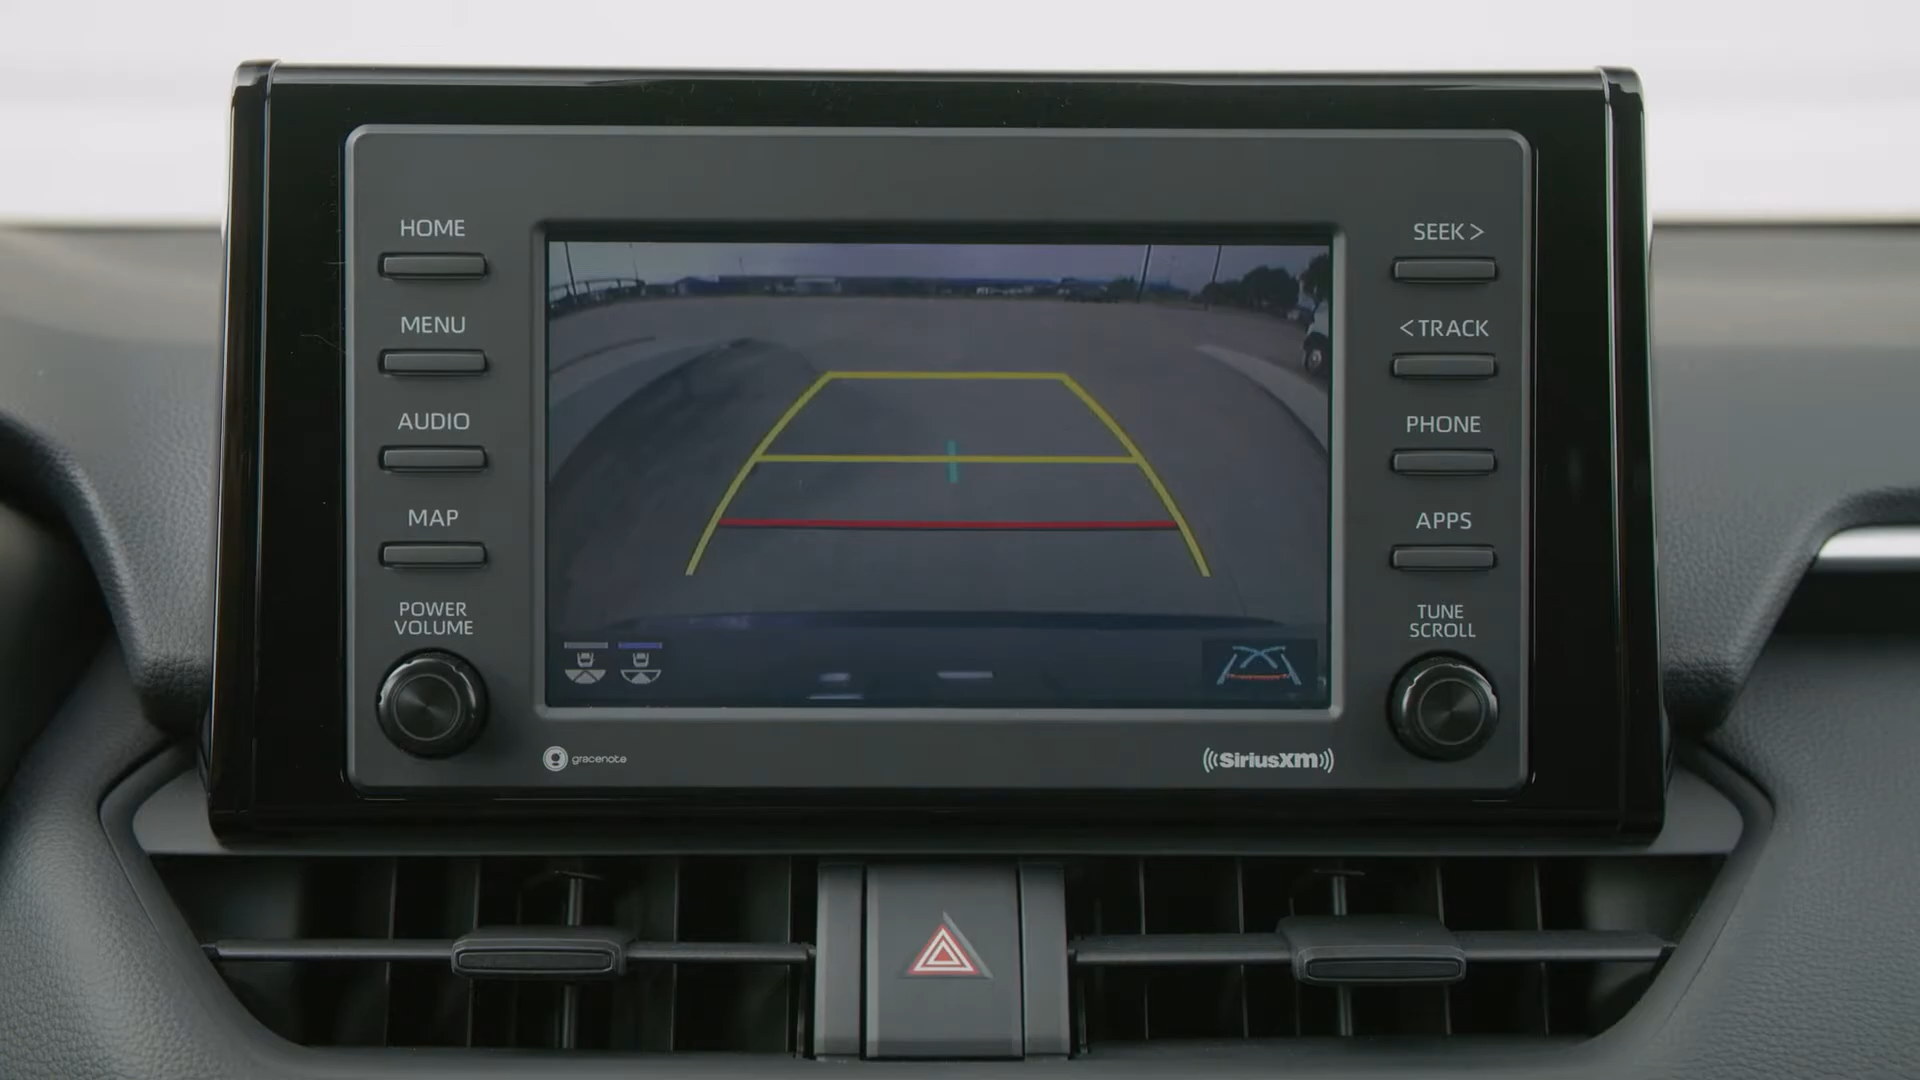 HOME
MENU
AUDIO
MAP
POWER
VOLUME
SEEK >
< TRACK
PHONE
APPS
TUNE
SCROLL
gracenote
SiriusXM